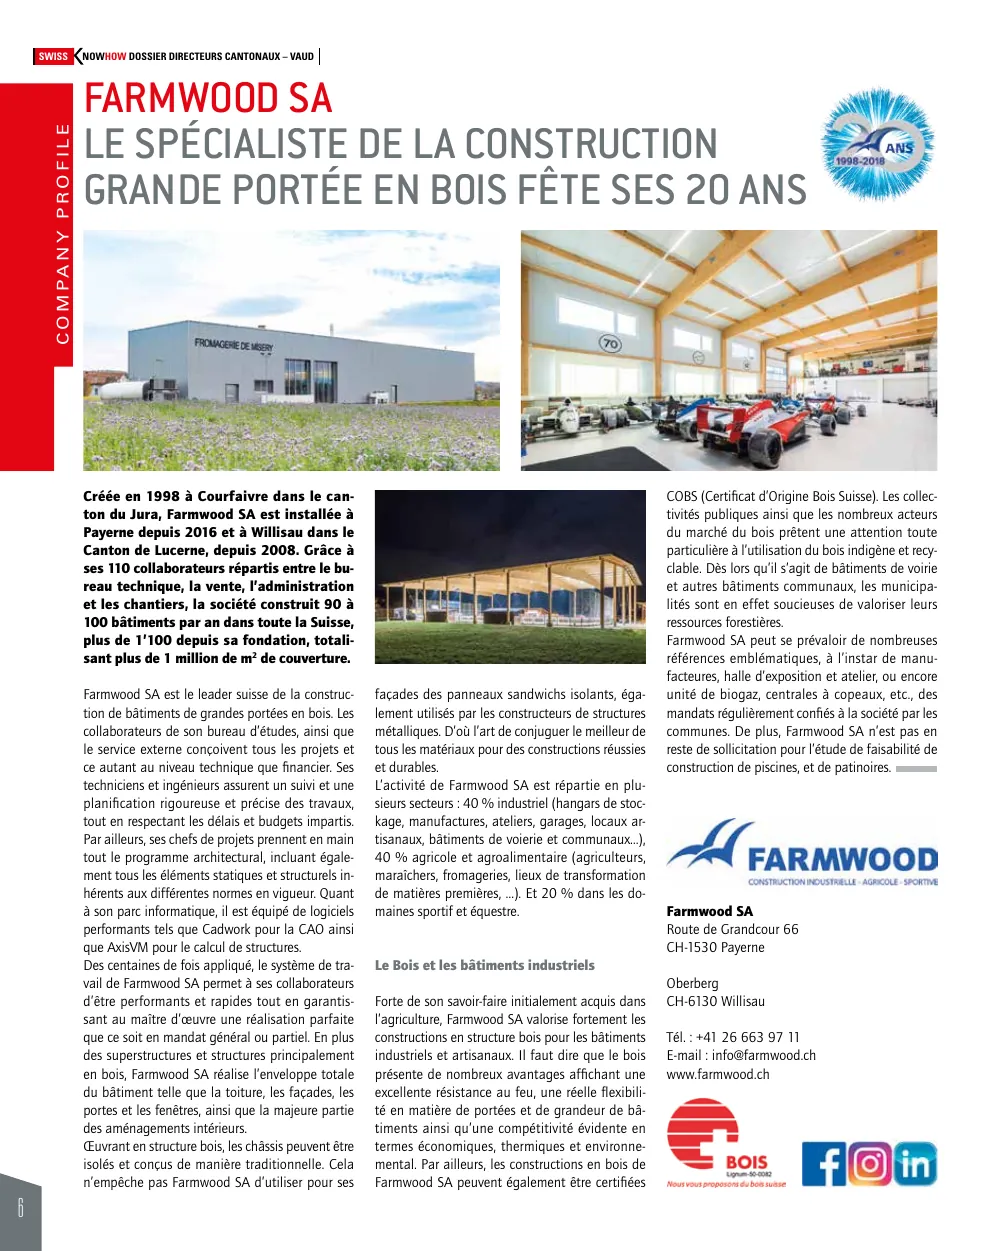 SWISS KNOWHOW DOSSIER DIRECTEURS CANTONAUX – VAUD
COMPANY PROFILE
FARMWOOD SA
LE SPÉCIALISTE DE LA CONSTRUCTION
GRANDE PORTÉE EN BOIS FÊTE SES 20 ANS
20 ANS
1998-2018
FROMAGERIE DE MISERY
70
Créée en 1998 à Courfaivre dans le can-
ton du Jura, Farmwood SA est installée à
Payerne depuis 2016 et à Willisau dans le
Canton de Lucerne, depuis 2008. Grâce à
ses 110 collaborateurs répartis entre le bu-
reau technique, la vente, l’administration
et les chantiers, la société construit 90 à
100 bâtiments par an dans toute la Suisse,
plus de 1’100 depuis sa fondation, totali-
sant plus de 1 million de m² de couverture.
Farmwood SA est le leader suisse de la construc-
tion de bâtiments de grandes portées en bois. Les
collaborateurs de son bureau d’études, ainsi que
le service externe conçoivent tous les projets et
ce autant au niveau technique que financier. Ses
techniciens et ingénieurs assurent un suivi et une
planification rigoureuse et précise des travaux,
tout en respectant les délais et budgets impartis.
Par ailleurs, ses chefs de projets prennent en main
tout le programme architectural, incluant égale-
ment tous les éléments statiques et structurels in-
hérents aux différentes normes en vigueur. Quant
à son parc informatique, il est équipé de logiciels
performants tels que Cadwork pour la CAO ainsi
que AxisVM pour le calcul de structures.
Des centaines de fois appliqué, le système de tra-
vail de Farmwood SA permet à ses collaborateurs
d’être performants et rapides tout en garantis-
sant au maître d’œuvre une réalisation parfaite
que ce soit en mandat général ou partiel. En plus
des superstructures et structures principalement
en bois, Farmwood SA réalise l’enveloppe totale
du bâtiment telle que la toiture, les façades, les
portes et les fenêtres, ainsi que la majeure partie
des aménagements intérieurs.
Œuvrant en structure bois, les châssis peuvent être
isolés et conçus de manière traditionnelle. Cela
n’empêche pas Farmwood SA d’utiliser pour ses
façades des panneaux sandwichs isolants, éga-
lement utilisés par les constructeurs de structures
métalliques. D’où l’art de conjuguer le meilleur de
tous les matériaux pour des constructions réussies
et durables.
L’activité de Farmwood SA est répartie en plu-
sieurs secteurs : 40 % industriel (hangars de stoc-
kage, manufactures, ateliers, garages, locaux ar-
tisanaux, bâtiments de voierie et communaux...),
40 % agricole et agroalimentaire (agriculteurs,
maraîchers, fromageries, lieux de transformation
de matières premières, ...). Et 20 % dans les do-
maines sportif et équestre.
Le Bois et les bâtiments industriels
Forte de son savoir-faire initialement acquis dans
l’agriculture, Farmwood SA valorise fortement les
constructions en structure bois pour les bâtiments
industriels et artisanaux. Il faut dire que le bois
présente de nombreux avantages affichant une
excellente résistance au feu, une réelle flexibili-
té en matière de portées et de grandeur de bâ-
timents ainsi qu’une compétitivité évidente en
termes économiques, thermiques et environne-
mental. Par ailleurs, les constructions en bois de
Farmwood SA peuvent également être certifiées
COBS (Certificat d’Origine Bois Suisse). Les collec-
tivités publiques ainsi que les nombreux acteurs
du marché du bois prêtent une attention toute
particulière à l’utilisation du bois indigène et recy-
clable. Dès lors qu’il s’agit de bâtiments de voirie
et autres bâtiments communaux, les municipa-
lités sont en effet soucieuses de valoriser leurs
ressources forestières.
Farmwood SA peut se prévaloir de nombreuses
références emblématiques, à l’instar de manu-
facteures, halle d’exposition et atelier, ou encore
unité de biogaz, centrales à copeaux, etc., des
mandats régulièrement confiés à la société par les
communes. De plus, Farmwood SA n’est pas en
reste de sollicitation pour l’étude de faisabilité de
construction de piscines, et de patinoires.
FARMWOOD
CONSTRUCTION INDUSTRIELLE - AGRICOLE - SPORTIVE
Farmwood SA
Route de Grandcour 66
CH-1530 Payerne
Oberberg
CH-6130 Willisau
Tél. : +41 26 663 97 11
E-mail : info@farmwood.ch
www.farmwood.ch
BOIS
Lignum-50-0082
Nous vous proposons du bois suisse
6